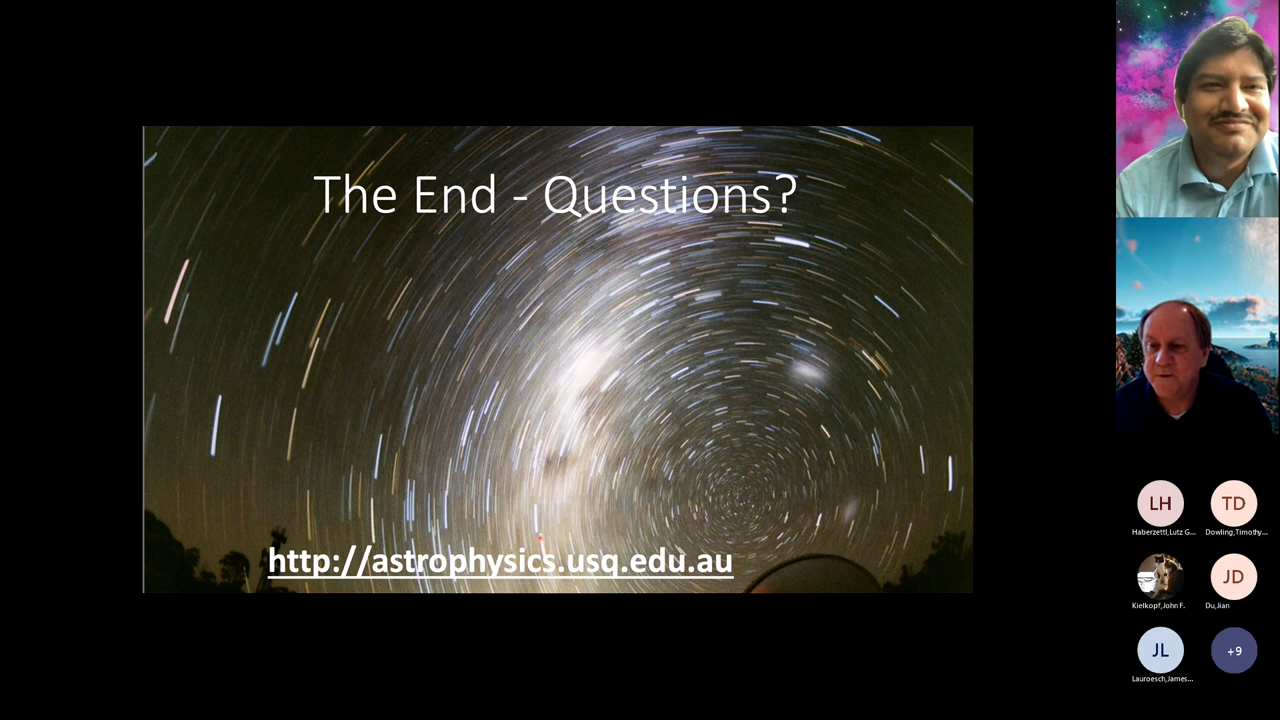 The End - Questions?
http://astrophysics.usq.edu.au
LH
TD
Haberzettl,Lutz G...
Dowling,Timothy...
JD
Kielkopf,John F.
Du,Jian
JL
+9
Lauroesch,James...